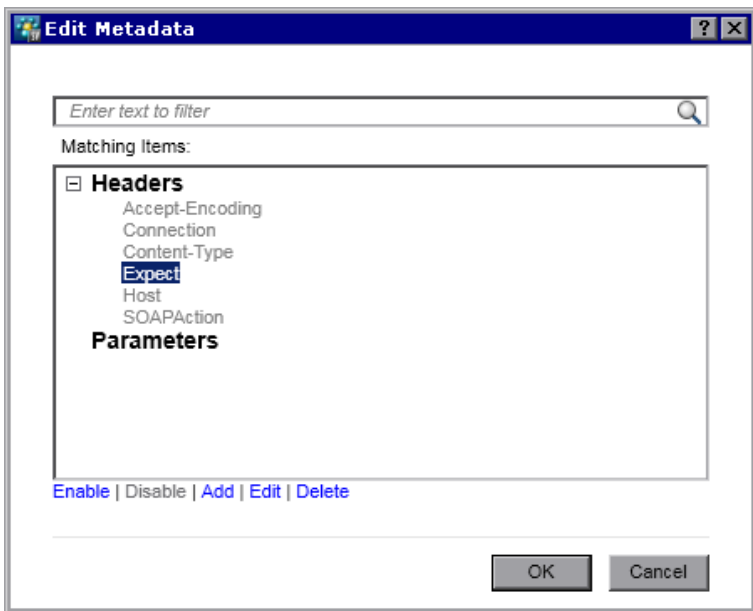 Edit Metadata
Enter text to filter
Matching Items:
Headers
Accept-Encoding
Connection
Content-Type
Expect
Host
SOAPAction
Parameters
Enable | Disable | Add | Edit | Delete
OK Cancel